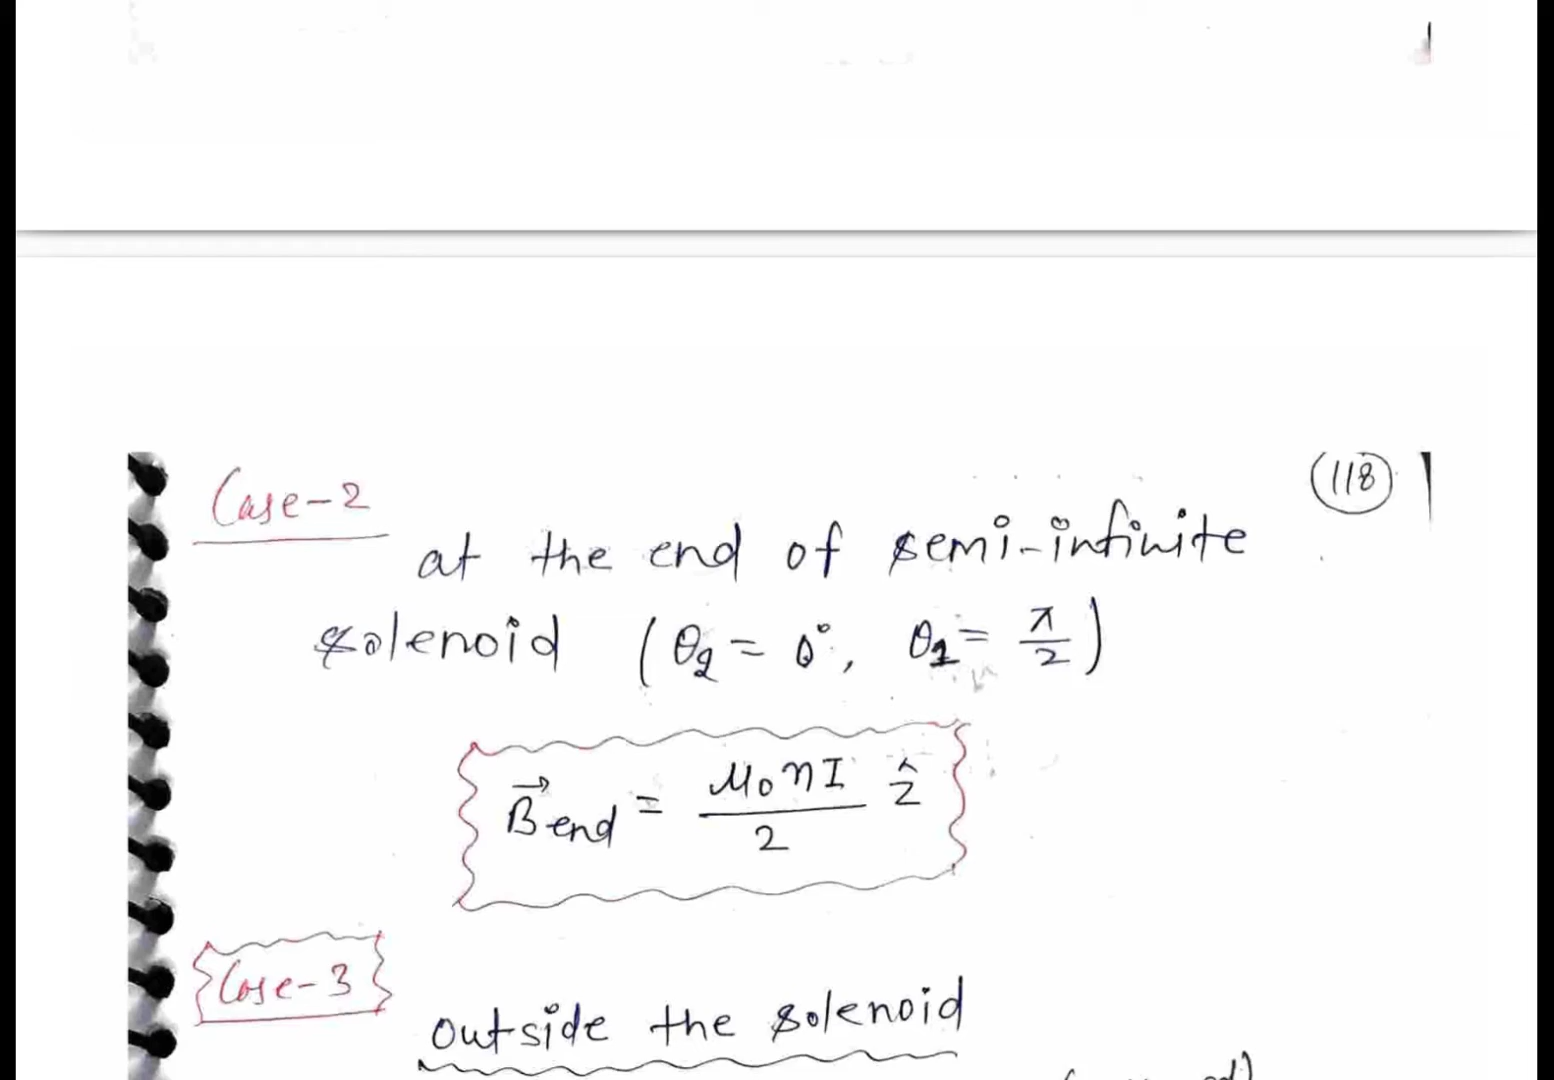 118
Case-2
at the end of semi-infinite
solenoid (θ₂ = 0°, θ₁ = π/2)
B⃗end = μ₀nI/2 ẑ
Case-3
outside the solenoid